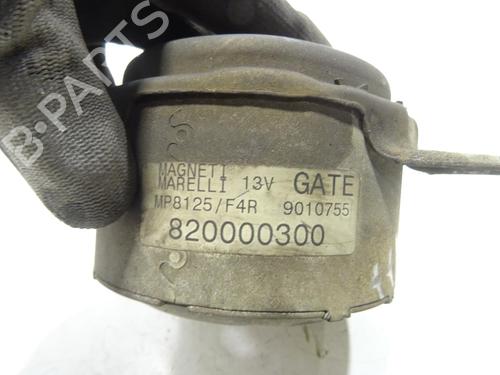 B-PARTS
MAGNETI
MARELLI 13V GATE
MP8125/F4R 9010755
820000300